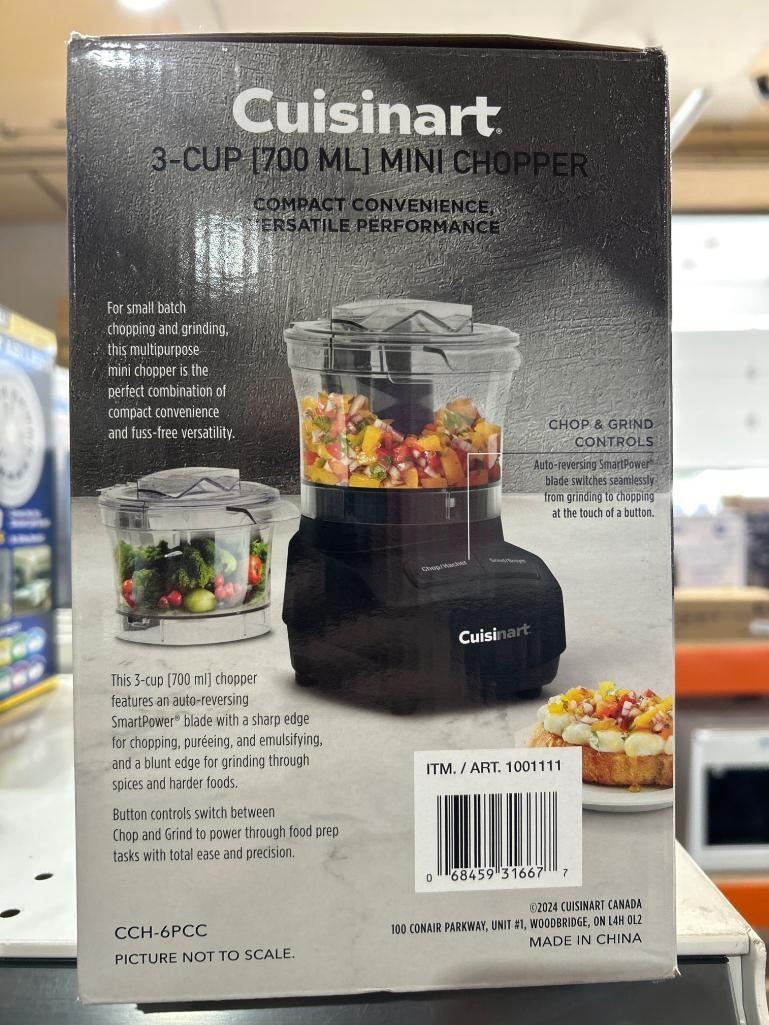 Cuisinart
3-CUP [700 ML] MINI CHOPPER
COMPACT CONVENIENCE,
ERSATILE PERFORMANCE
For small batch
chopping and grinding,
this multipurpose
mini chopper is the
perfect combination of
compact convenience
and fuss-free versatility.
CHOP & GRIND
CONTROLS
Auto-reversing SmartPower®
blade switches seamlessly
from grinding to chopping
at the touch of a button.
Chop/Hacher
Cuisinart
This 3-cup [700 ml] chopper
features an auto-reversing
SmartPower® blade with a sharp edge
for chopping, puréeing, and emulsifying,
and a blunt edge for grinding through
spices and harder foods.
Button controls switch between
Chop and Grind to power through food prep
tasks with total ease and precision.
ITM. / ART. 1001111
0 68459 31667 7
CCH-6PCC
PICTURE NOT TO SCALE.
©2024 CUISINART CANADA
100 CONAIR PARKWAY, UNIT #1, WOODBRIDGE, ON L4H 0L2
MADE IN CHINA